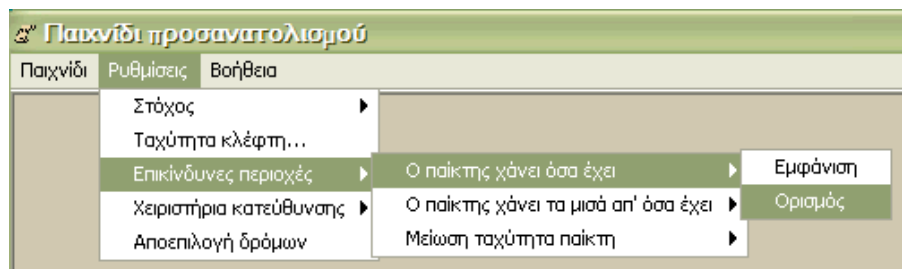 Παιχνίδι προσανατολισμού
Παιχνίδι Ρυθμίσεις Βοήθεια
Στόχος
Ταχύτητα κλέφτη...
Επικίνδυνες περιοχές Ο παίκτης χάνει όσα έχει Εμφάνιση
Χειριστήρια κατεύθυνσης Ο παίκτης χάνει τα μισά απ' όσα έχει Ορισμός
Αποεπιλογή δρόμων Μείωση ταχύτητα παίκτη